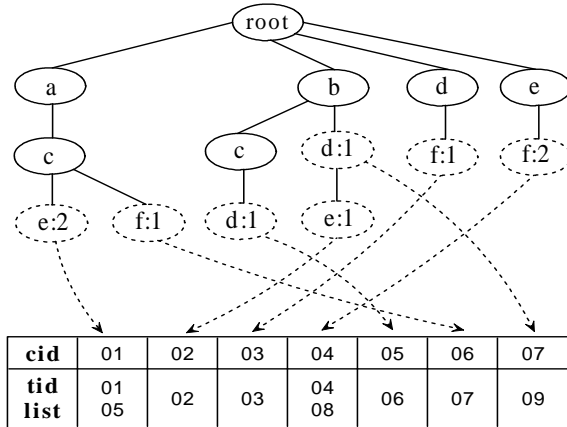 root
a b d e
c c d:1 f:1 f:2
e:2 f:1 d:1 e:1
cid 01 02 03 04 05 06 07
tid 01 02 03 04 06 07 09
list 05 08